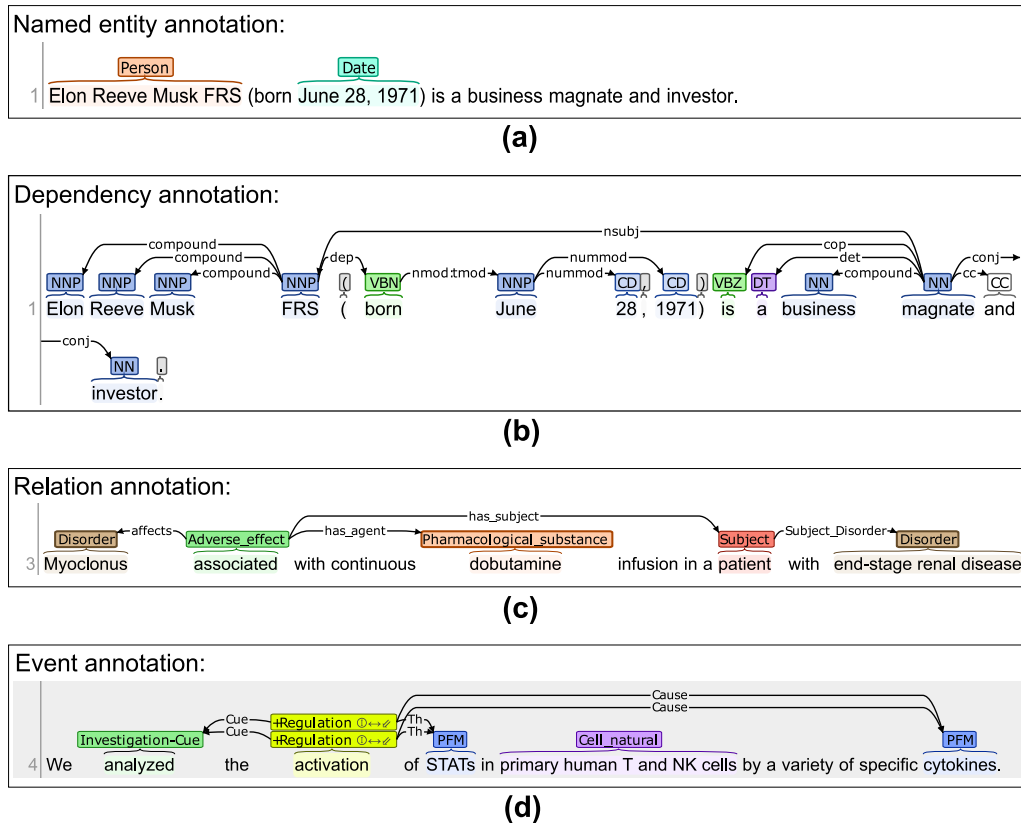 Named entity annotation:
Person Date
1 Elon Reeve Musk FRS (born June 28, 1971) is a business magnate and investor.
(a)
Dependency annotation:
nsubj
compound dep nummod cop conj
compound det
compound nmod:tmod nummod compound cc
NNP NNP NNP NNP ( VBN NNP CD , CD ) VBZ DT NN NN CC
1 Elon Reeve Musk FRS ( born June 28 , 1971 ) is a business magnate and
conj
NN .
investor .
(b)
Relation annotation:
has_subject
affects has_agent Subject_Disorder
Disorder Adverse_effect Pharmacological_substance Subject Disorder
3 Myoclonus associated with continuous dobutamine infusion in a patient with end-stage renal disease
(c)
Event annotation:
Cause
Cue +Regulation Ⓘ↔⇙ Th Cause
Cue Th
Investigation-Cue +Regulation Ⓘ↔⇙ PFM Cell_natural PFM
4 We analyzed the activation of STATs in primary human T and NK cells by a variety of specific cytokines.
(d)